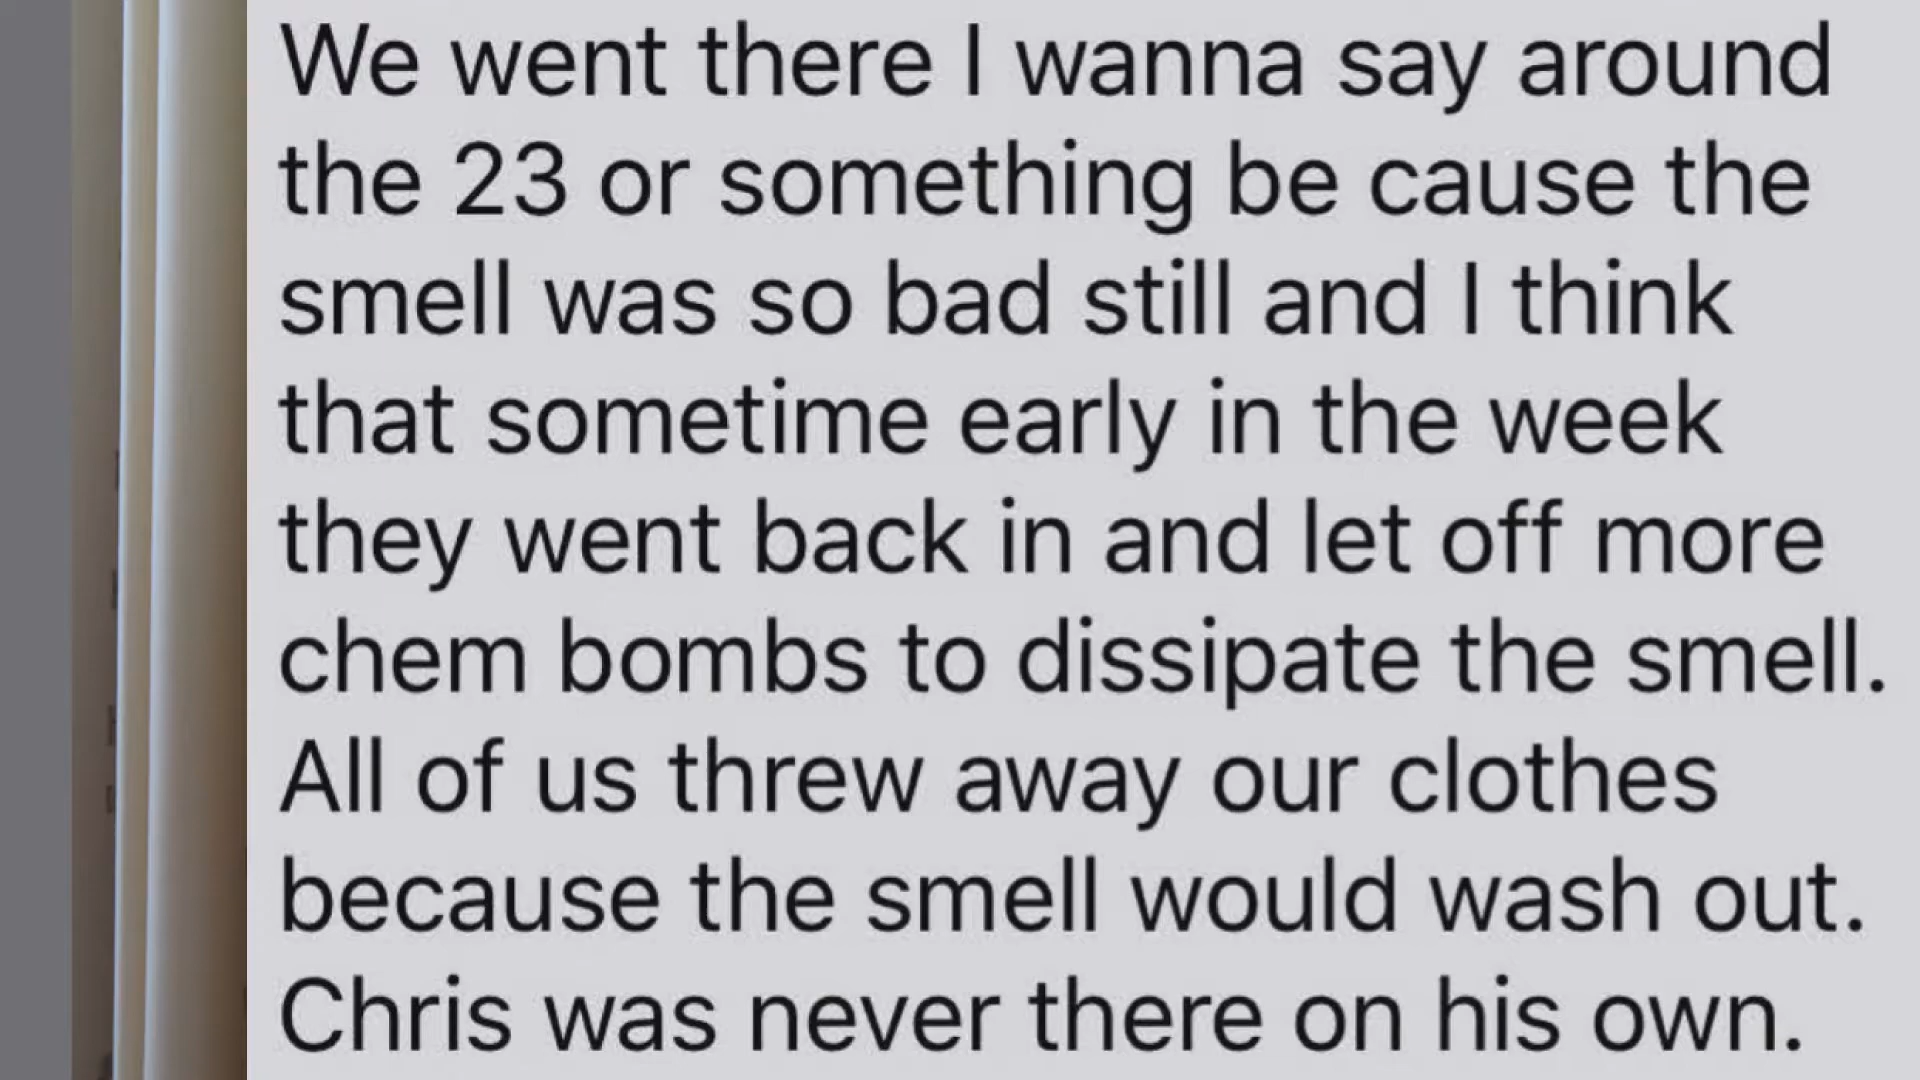 We went there I wanna say around
the 23 or something be cause the
smell was so bad still and I think
that sometime early in the week
they went back in and let off more
chem bombs to dissipate the smell.
All of us threw away our clothes
because the smell would wash out.
Chris was never there on his own.